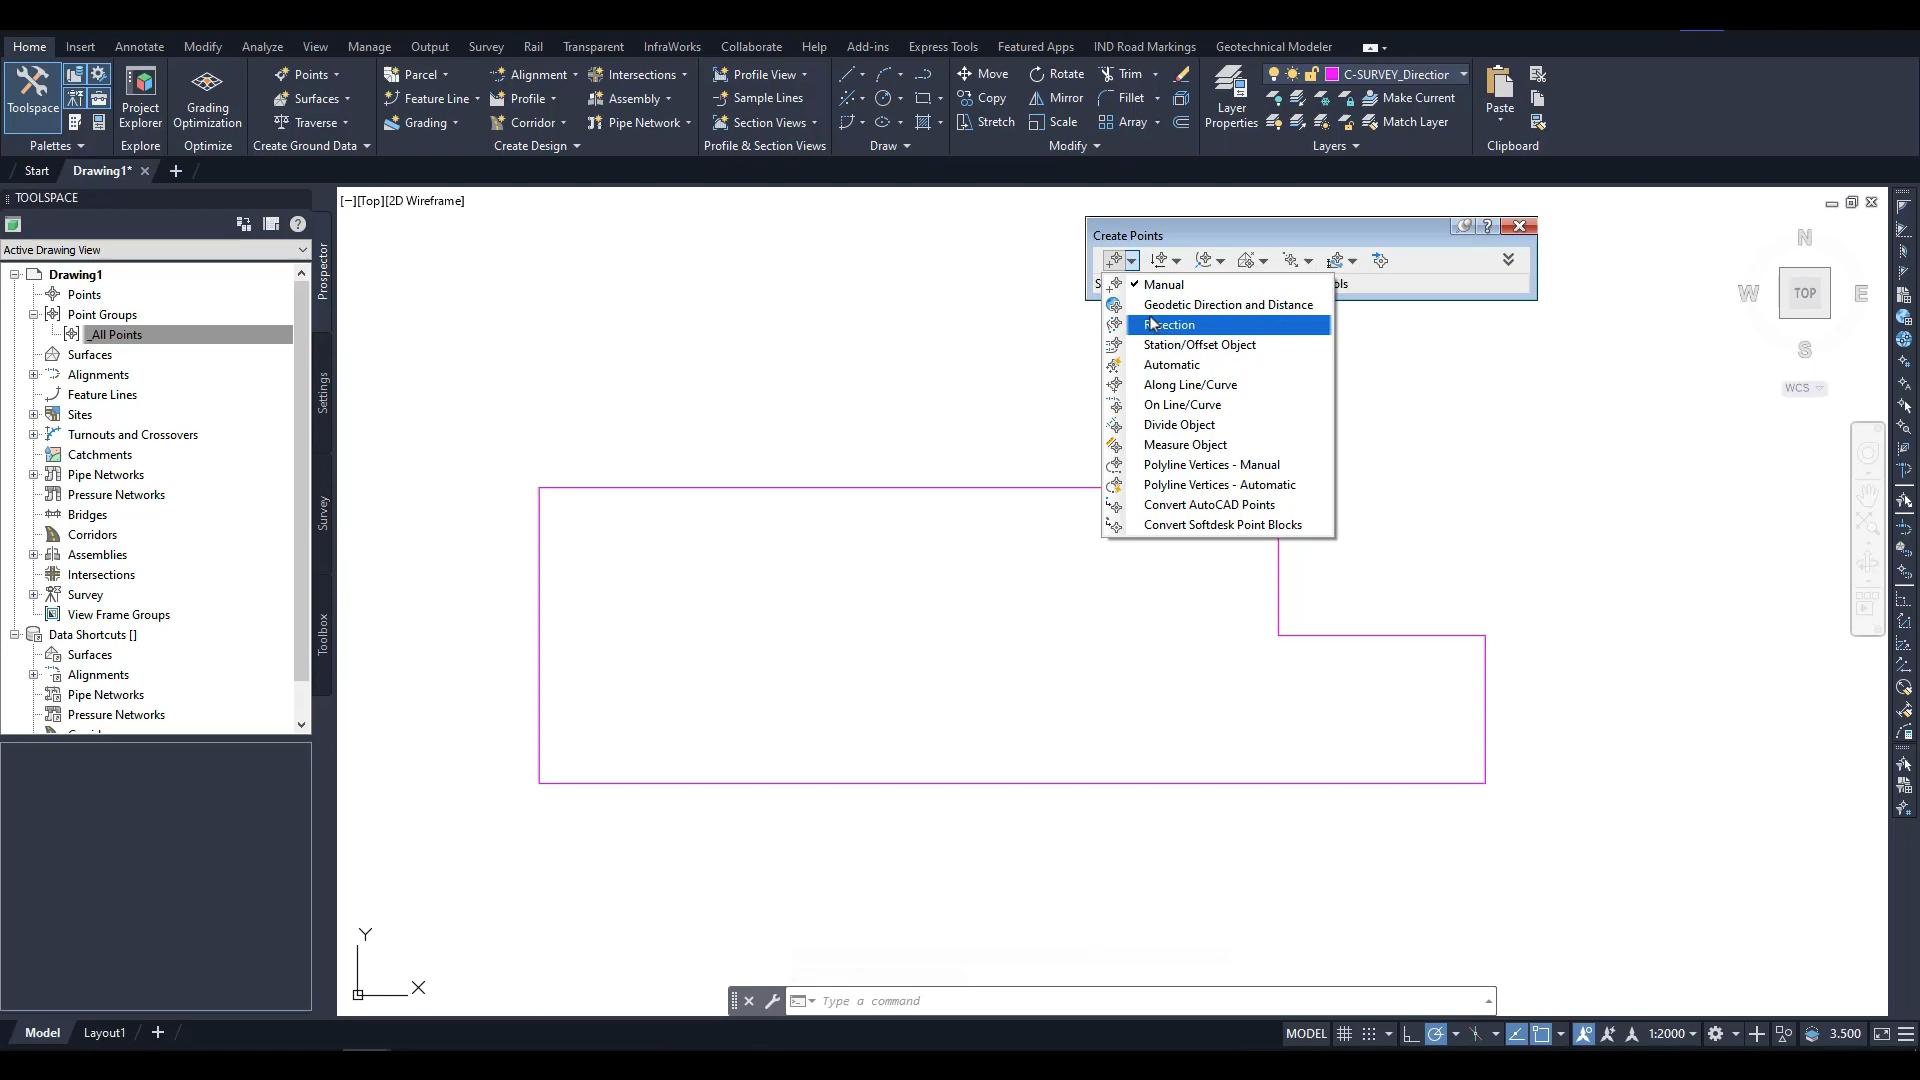 Home Insert Annotate Modify Analyze View Manage Output Survey Rail Transparent InfraWorks Collaborate Help Add-ins Express Tools Featured Apps IND Road Markings Geotechnical Modeler
Toolspace
Project Explorer
Grading Optimization
Points
Surfaces
Traverse
Parcel
Feature Line
Grading
Alignment
Profile
Corridor
Intersections
Assembly
Pipe Network
Profile View
Sample Lines
Section Views
Move
Copy
Stretch
Rotate
Mirror
Scale
Trim
Fillet
Array
Layer Properties
C-SURVEY_Direction
Make Current
Match Layer
Paste
Palettes Explore Optimize Create Ground Data Create Design Profile & Section Views Draw Modify Layers Clipboard
Start Drawing1*
TOOLSPACE
Active Drawing View
Drawing1
Points
Point Groups
_All Points
Surfaces
Alignments
Feature Lines
Sites
Turnouts and Crossovers
Catchments
Pipe Networks
Pressure Networks
Bridges
Corridors
Assemblies
Intersections
Survey
View Frame Groups
Data Shortcuts []
Surfaces
Alignments
Pipe Networks
Pressure Networks
Prospector
Settings
Survey
Toolbox
[−][Top][2D Wireframe]
Create Points
Manual
Geodetic Direction and Distance
Station/Offset Object
Automatic
Along Line/Curve
On Line/Curve
Divide Object
Measure Object
Polyline Vertices - Manual
Polyline Vertices - Automatic
Convert AutoCAD Points
Convert Softdesk Point Blocks
N
W TOP E
S
WCS
Y
X
Type a command
Model Layout1
MODEL 1:2000 3.500